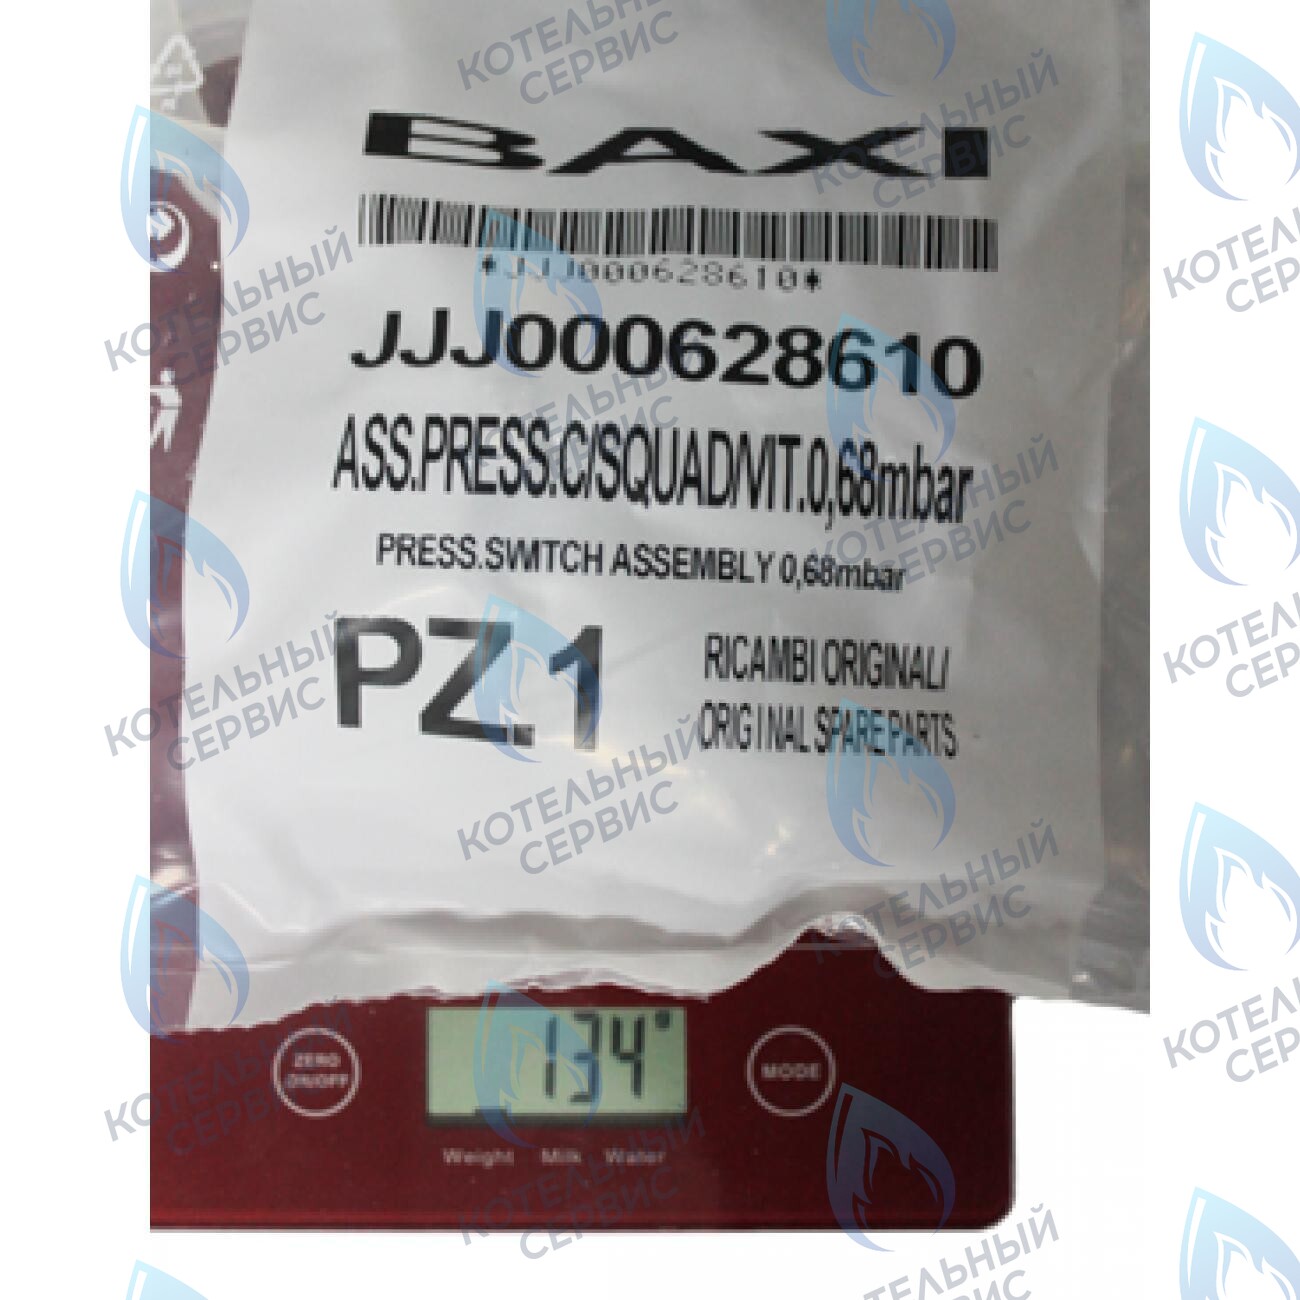 BAXI
*JJJ000628610*
JJJ000628610
ASS.PRESS.C/SQUAD/VIT.0,68mbar
PRESS.SWITCH ASSEMBLY 0,68mbar
PZ.1
RICAMBI ORIGINALI/
ORIGINAL SPARE PARTS
ZERO
ON/OFF
134g
MODE
Weight Milk Water
КОТЕЛЬНЫЙ
СЕРВИС